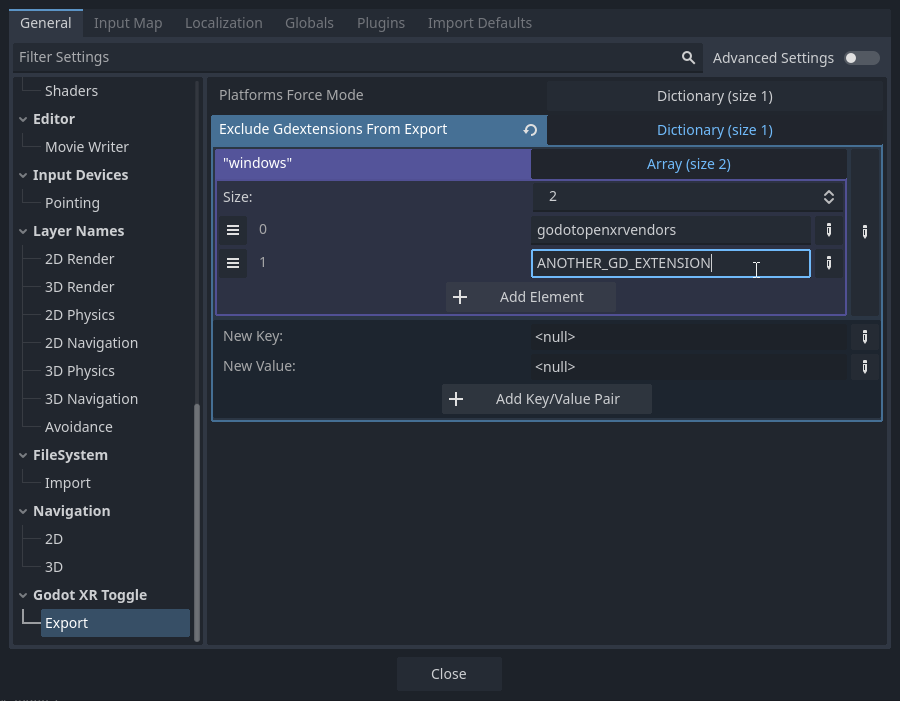 General Input Map Localization Globals Plugins Import Defaults
Filter Settings Advanced Settings
Shaders
Editor
Movie Writer
Input Devices
Pointing
Layer Names
2D Render
3D Render
2D Physics
2D Navigation
3D Physics
3D Navigation
Avoidance
FileSystem
Import
Navigation
2D
3D
Godot XR Toggle
Export
Platforms Force Mode Dictionary (size 1)
Exclude Gdextensions From Export Dictionary (size 1)
"windows" Array (size 2)
Size: 2
0 godotopenxrvendors
1 ANOTHER_GD_EXTENSION
Add Element
New Key: <null>
New Value: <null>
Add Key/Value Pair
Close